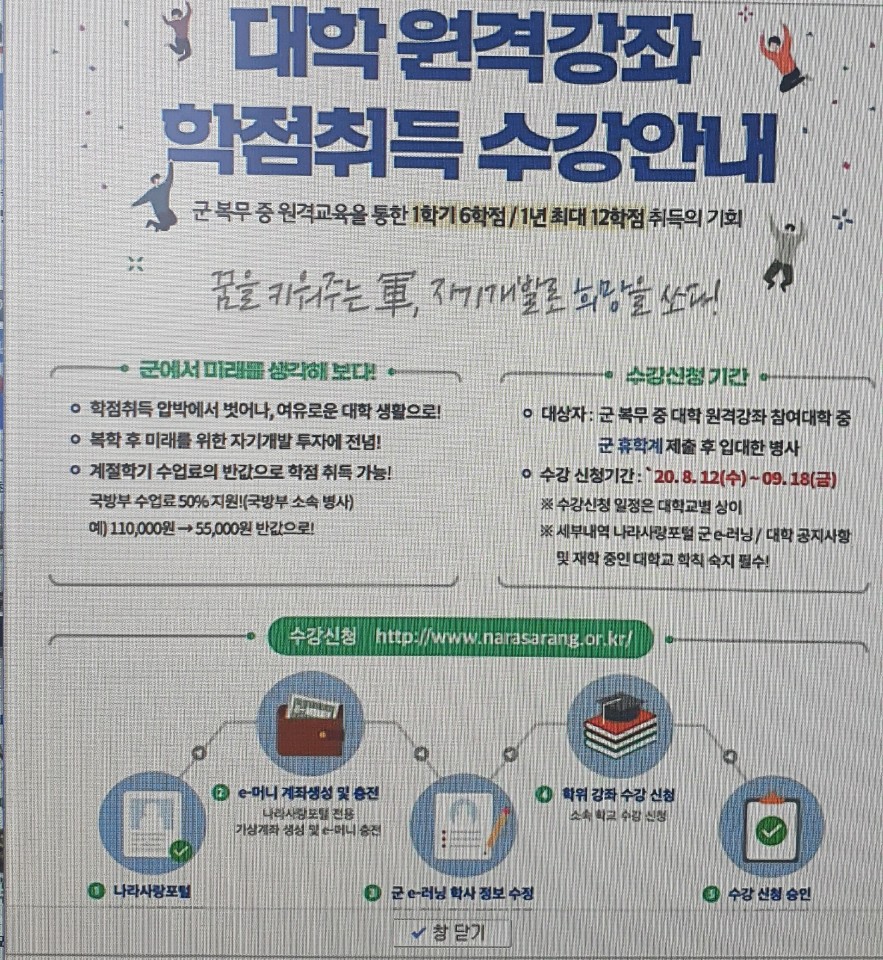 대학 원격강좌
학점취득 수강안내
군 복무 중 원격교육을 통한 1학기 6학점 / 1년 최대 12학점 취득의 기회
꿈을 키워주는 軍, 자기개발로 희망을 쏘다!
군에서 미래를 생각해 보다!
학점취득 압박에서 벗어나, 여유로운 대학 생활으로!
복학 후 미래를 위한 자기개발 투자에 전념!
계절학기 수업료의 반값으로 학점 취득 가능!
국방부 수업료 50% 지원!(국방부 소속 병사)
예) 110,000원 → 55,000원 반값으로!
수강신청 기간
대상자 : 군 복무 중 대학 원격강좌 참여대학 중
군 휴학계 제출 후 입대한 병사
수강 신청기간 : `20. 8. 12(수) ~ 09. 18(금)
※ 수강신청 일정은 대학교별 상이
※ 세부내역 나라사랑포털 군 e-러닝 / 대학 공지사항
및 재학 중인 대학교 학칙 숙지 필수!
수강신청 http://www.narasarang.or.kr/
1 나라사랑포털
2 e-머니 계좌생성 및 충전
나라사랑포털 전용
가상계좌 생성 및 e-머니 충전
3 군 e-러닝 학사 정보 수정
4 학위 강좌 수강 신청
소속 학교 수강 신청
5 수강 신청 승인
창 닫기